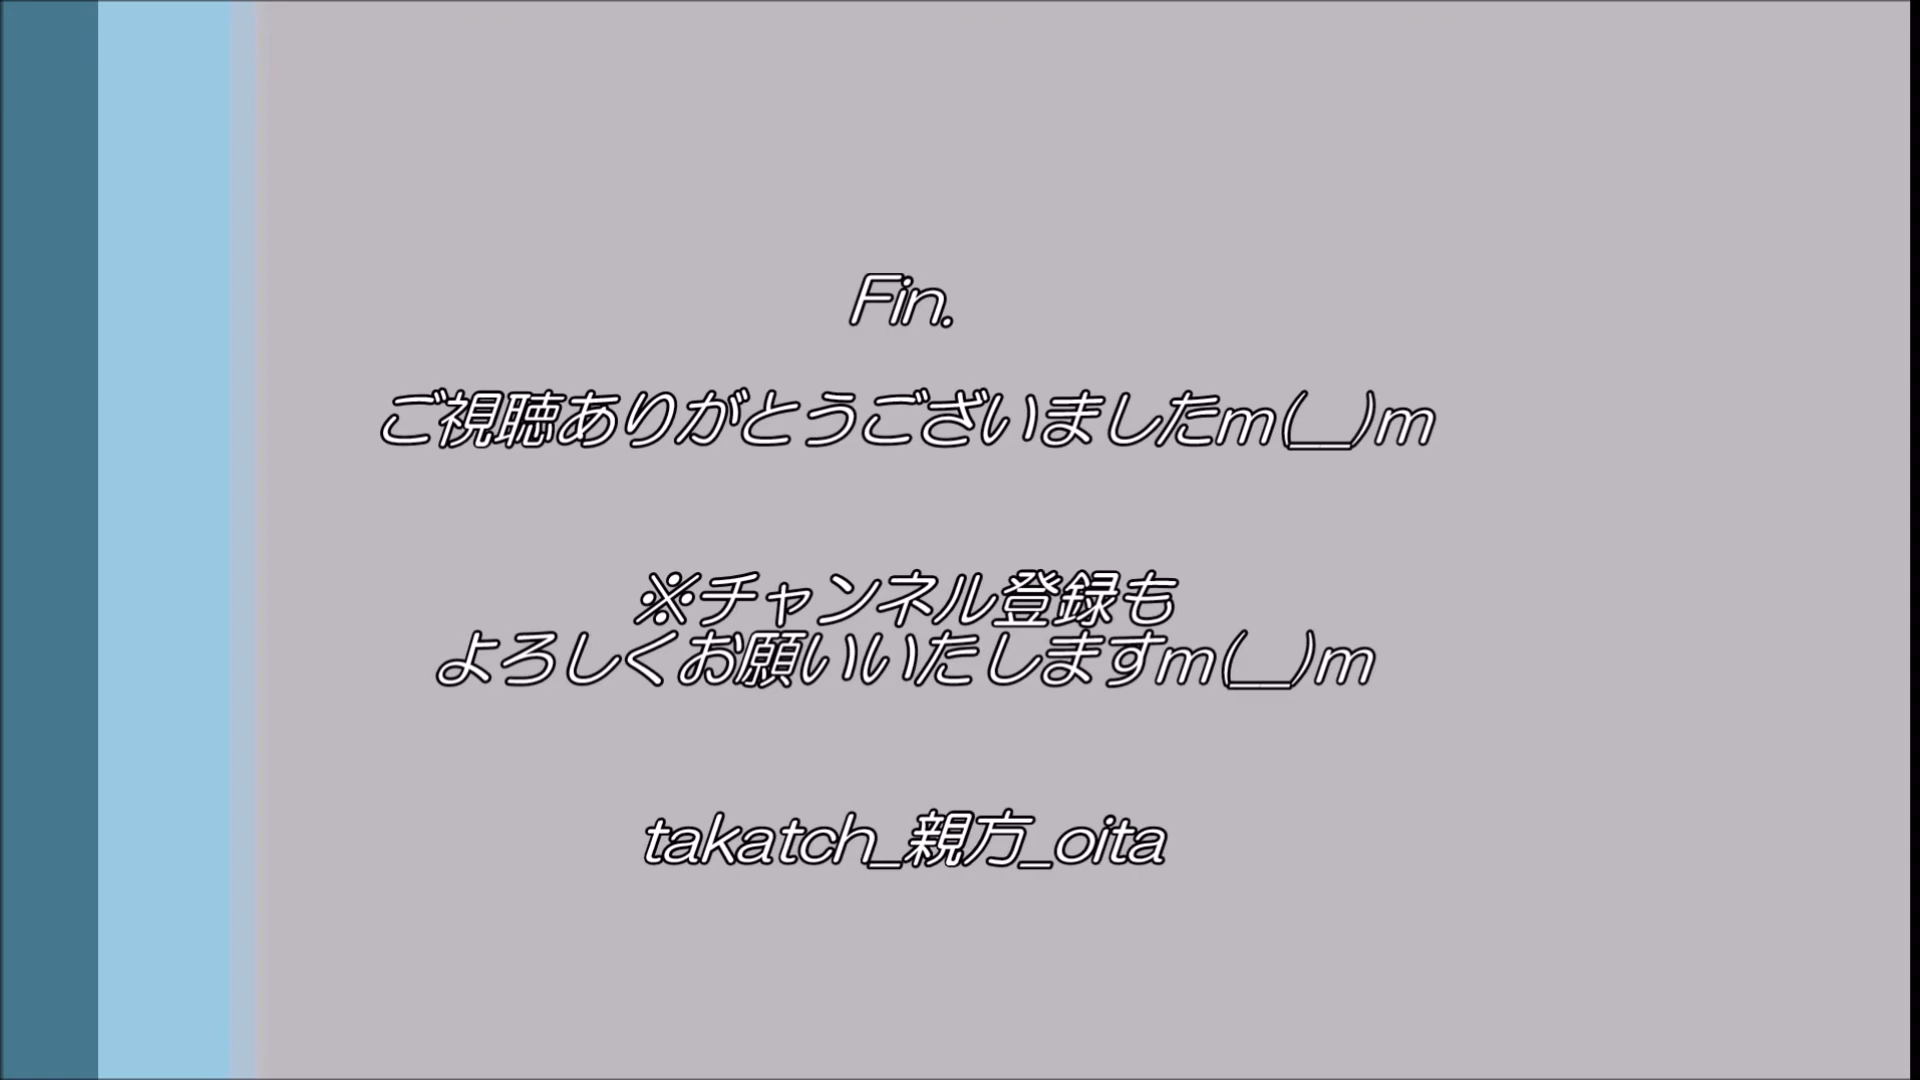 Fin.
ご視聴ありがとうございましたm(__)m
※チャンネル登録も
よろしくお願いいたしますm(__)m
takatch_親方_oita